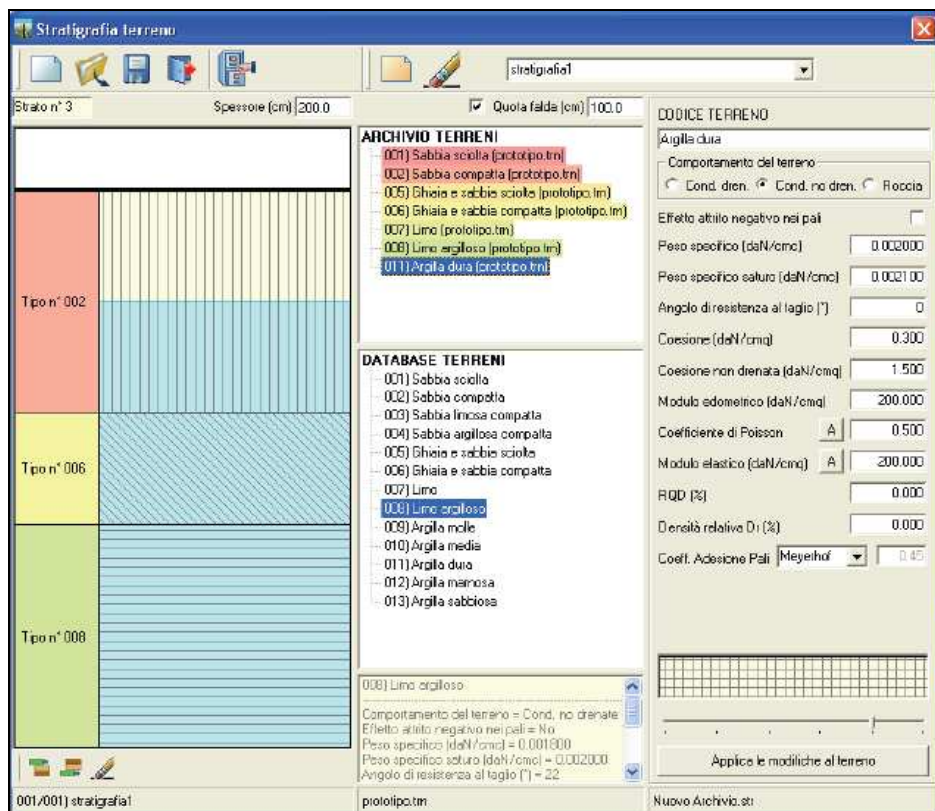 Stratigrafia terreno
stratigrafia1
Strato n° 3
Spessore (cm) 200.0
Quota falda (cm) 100.0
Tipo n° 002
Tipo n° 006
Tipo n° 008
ARCHIVIO TERRENI
001) Sabbia sciolta (prototipo.trn)
002) Sabbia compatta (prototipo.trn)
005) Ghiaia e sabbia sciolta (prototipo.trn)
006) Ghiaia e sabbia compatta (prototipo.trn)
007) Limo (prototipo.trn)
008) Limo argilloso (prototipo.trn)
011) Argilla dura (prototipo.trn)
DATABASE TERRENI
001) Sabbia sciolta
002) Sabbia compatta
003) Sabbia limosa compatta
004) Sabbia argillosa compatta
005) Ghiaia e sabbia sciolta
006) Ghiaia e sabbia compatta
007) Limo
008) Limo argilloso
009) Argilla molle
010) Argilla media
011) Argilla dura
012) Argilla marnosa
013) Argilla sabbiosa
008) Limo argilloso
Comportamento del terreno = Cond. no drenate
Effetto attrito negativo nei pali = No
Peso specifico (daN/cmc) = 0.001800
Peso specifico saturo (daN/cmc) = 0.002000
Angolo di resistenza al taglio (°) = 22
CODICE TERRENO
Argilla dura
Comportamento del terreno
Cond. dren. Cond. no dren. Roccia
Effetto attrito negativo nei pali
Peso specifico (daN/cmc) 0.002000
Peso specifico saturo (daN/cmc) 0.002100
Angolo di resistenza al taglio (°) 0
Coesione (daN/cmq) 0.300
Coesione non drenata (daN/cmq) 1.500
Modulo edometrico (daN/cmq) 200.000
Coefficiente di Poisson A 0.500
Modulo elastico (daN/cmq) A 200.000
RQD (%) 0.000
Densità relativa Dr (%) 0.000
Coeff. Adesione Pali Meyerhof 0.45
Applica le modifiche al terreno
001/001) stratigrafia1
prototipo.trn
Nuovo Archivio.str